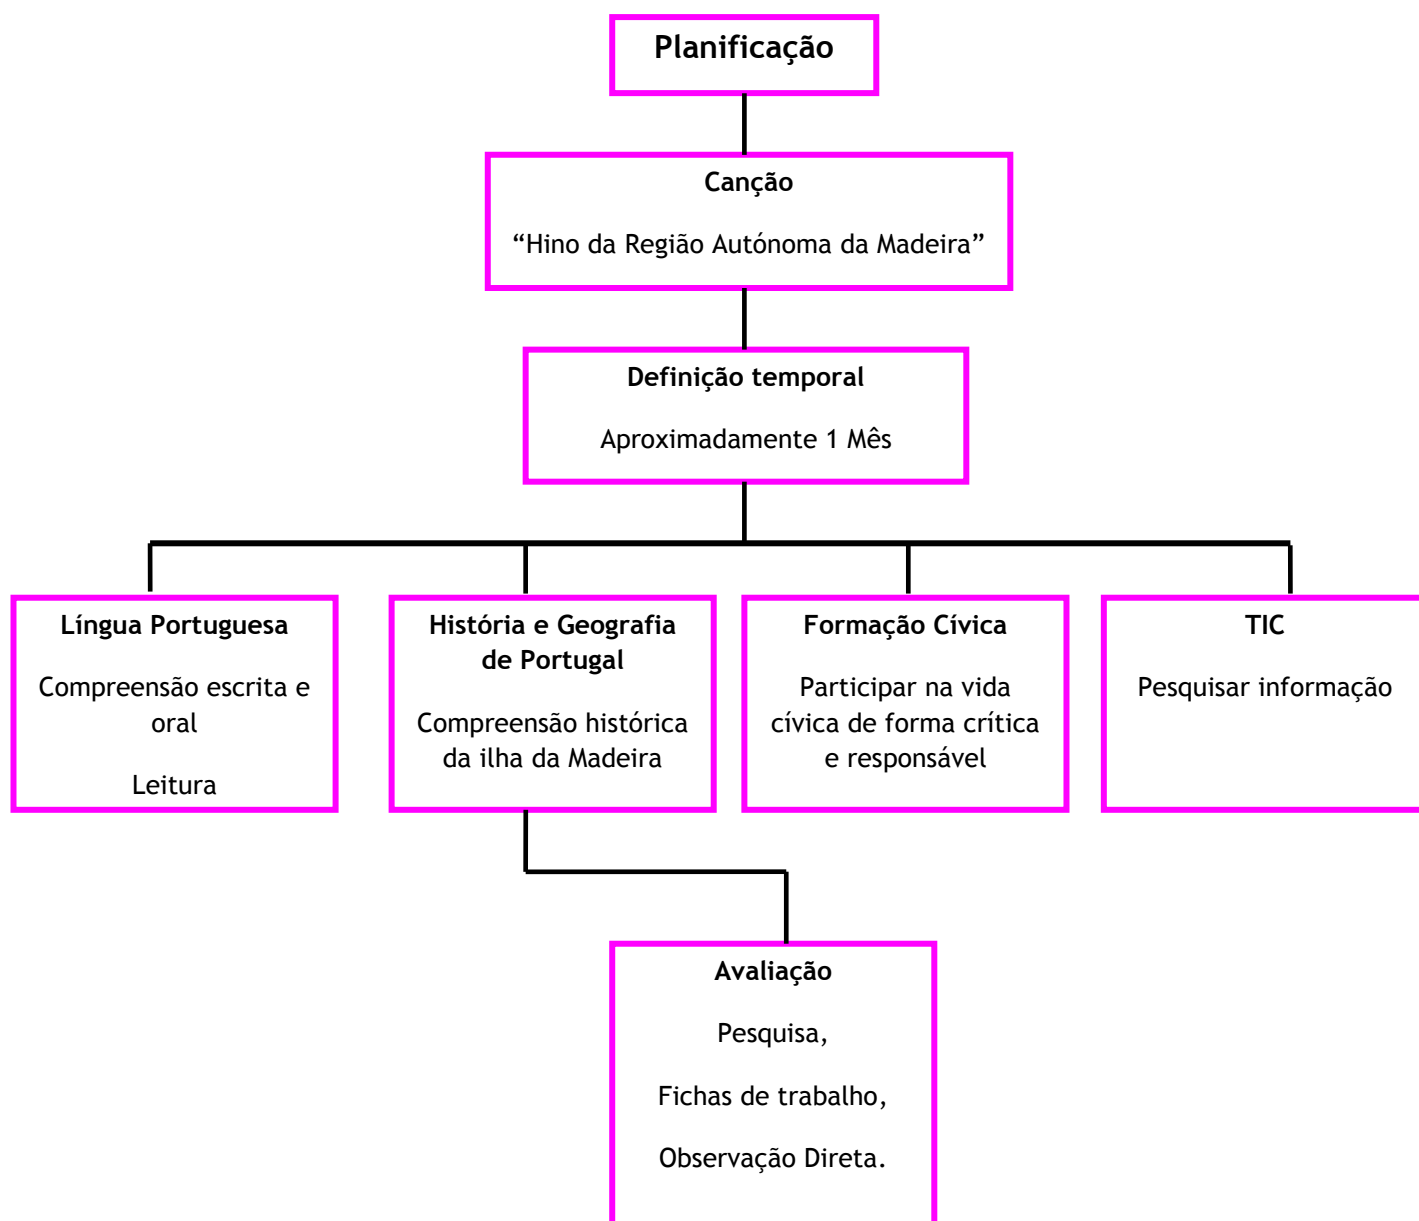 Planificação
Canção
“Hino da Região Autónoma da Madeira”
Definição temporal
Aproximadamente 1 Mês
Língua Portuguesa
Compreensão escrita e
oral
Leitura
História e Geografia
de Portugal
Compreensão histórica
da ilha da Madeira
Formação Cívica
Participar na vida
cívica de forma crítica
e responsável
TIC
Pesquisar informação
Avaliação
Pesquisa,
Fichas de trabalho,
Observação Direta.